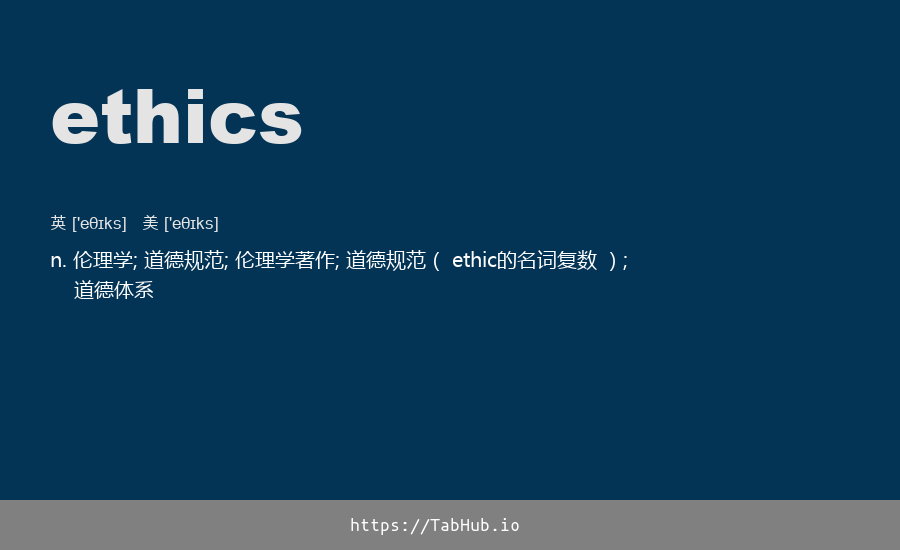 ethics
英 ['eθɪks] 美 ['eθɪks]
n. 伦理学; 道德规范; 伦理学著作; 道德规范（ ethic的名词复数 ）;
道德体系
https://TabHub.io